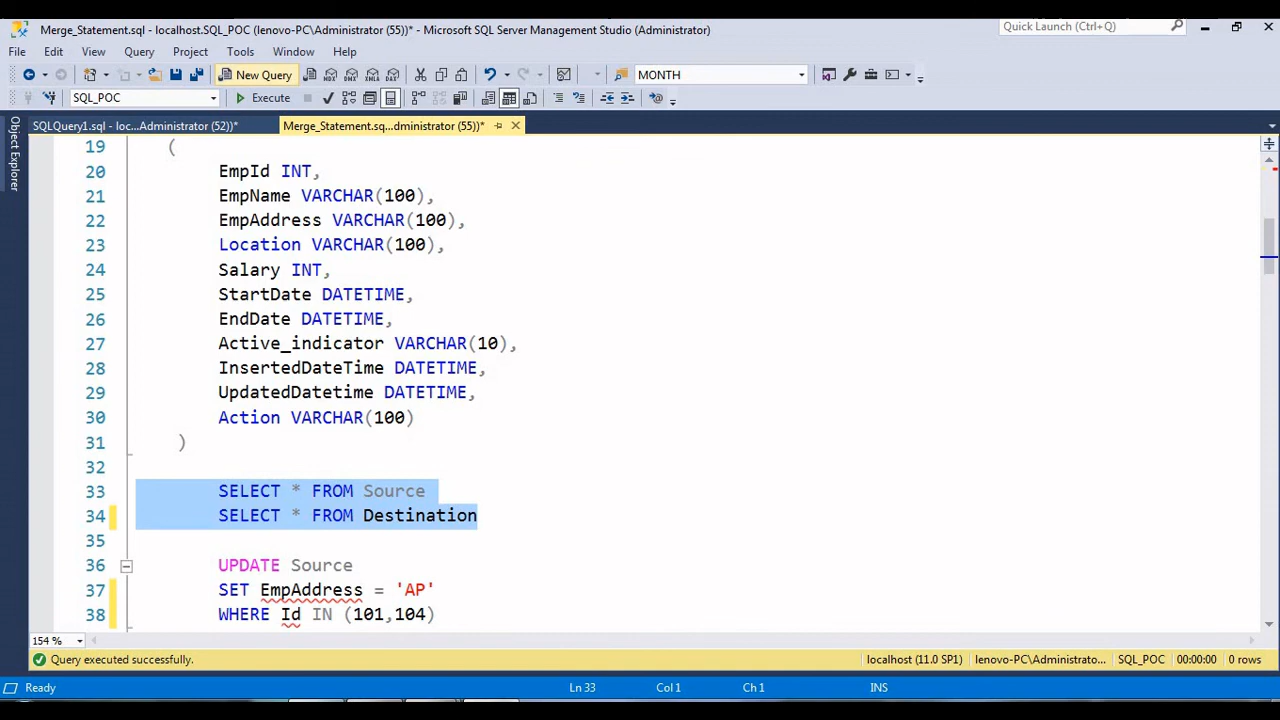 Merge_Statement.sql - localhost.SQL_POC (lenovo-PC\Administrator (55))* - Microsoft SQL Server Management Studio (Administrator)
Quick Launch (Ctrl+Q)
File Edit View Query Project Tools Window Help
New Query MONTH
SQL_POC Execute
SQLQuery1.sql - loc...Administrator (52))* Merge_Statement.sq...dministrator (55))*
Object Explorer
19 (
20 EmpId INT,
21 EmpName VARCHAR(100),
22 EmpAddress VARCHAR(100),
23 Location VARCHAR(100),
24 Salary INT,
25 StartDate DATETIME,
26 EndDate DATETIME,
27 Active_indicator VARCHAR(10),
28 InsertedDateTime DATETIME,
29 UpdatedDatetime DATETIME,
30 Action VARCHAR(100)
31 )
32
33 SELECT * FROM Source
34 SELECT * FROM Destination
35
36 UPDATE Source
37 SET EmpAddress = 'AP'
38 WHERE Id IN (101,104)
154 %
Query executed successfully. localhost (11.0 SP1) lenovo-PC\Administrato... SQL_POC 00:00:00 0 rows
Ready Ln 33 Col 1 Ch 1 INS